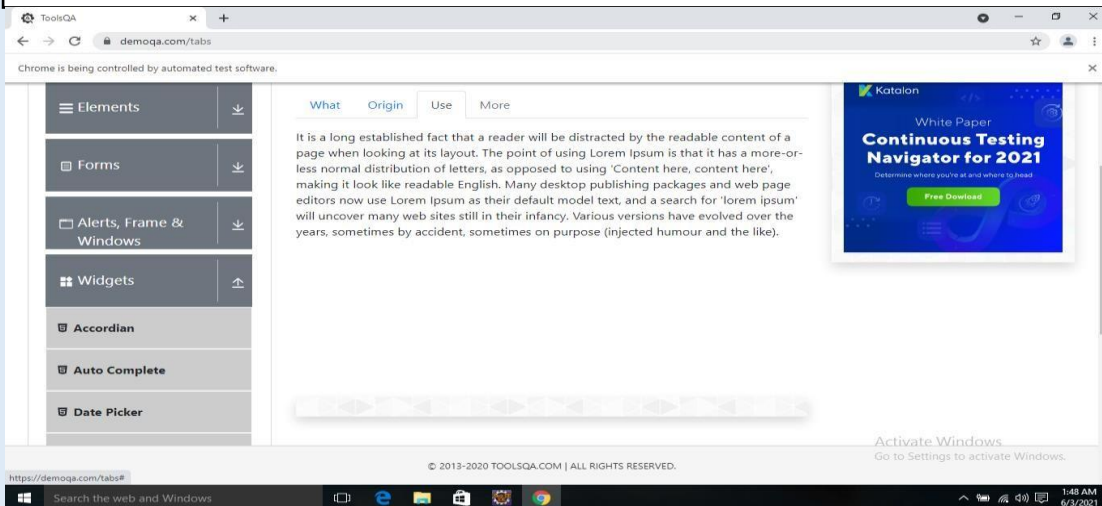 ToolsQA
demoqa.com/tabs
Chrome is being controlled by automated test software.
Elements
Forms
Alerts, Frame &
Windows
Widgets
Accordian
Auto Complete
Date Picker
What Origin Use More
It is a long established fact that a reader will be distracted by the readable content of a
page when looking at its layout. The point of using Lorem Ipsum is that it has a more-or-
less normal distribution of letters, as opposed to using 'Content here, content here',
making it look like readable English. Many desktop publishing packages and web page
editors now use Lorem Ipsum as their default model text, and a search for 'lorem ipsum'
will uncover many web sites still in their infancy. Various versions have evolved over the
years, sometimes by accident, sometimes on purpose (injected humour and the like).
Katalon
White Paper
Continuous Testing
Navigator for 2021
Determine where you're at and where to head
Free Dowload
Activate Windows
Go to Settings to activate Windows.
© 2013-2020 TOOLSQA.COM | ALL RIGHTS RESERVED.
https://demoqa.com/tabs#
Search the web and Windows
1:48 AM
6/3/2021